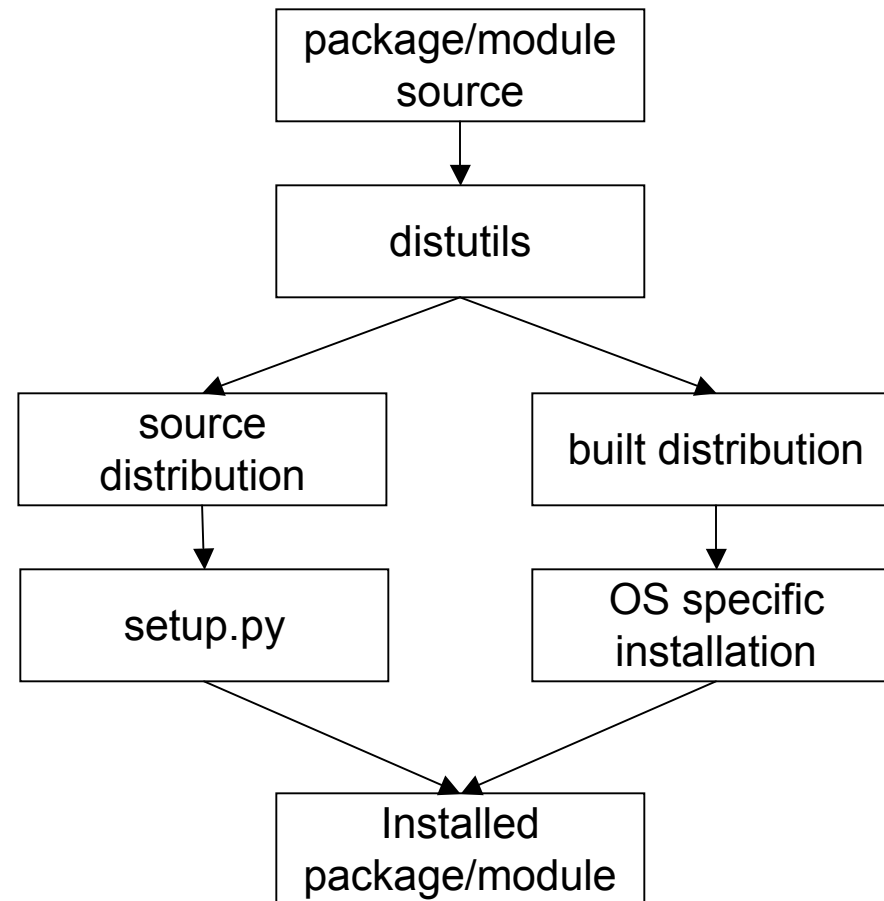 package/module
source
distutils
source
distribution
built distribution
setup.py
OS specific
installation
Installed
package/module